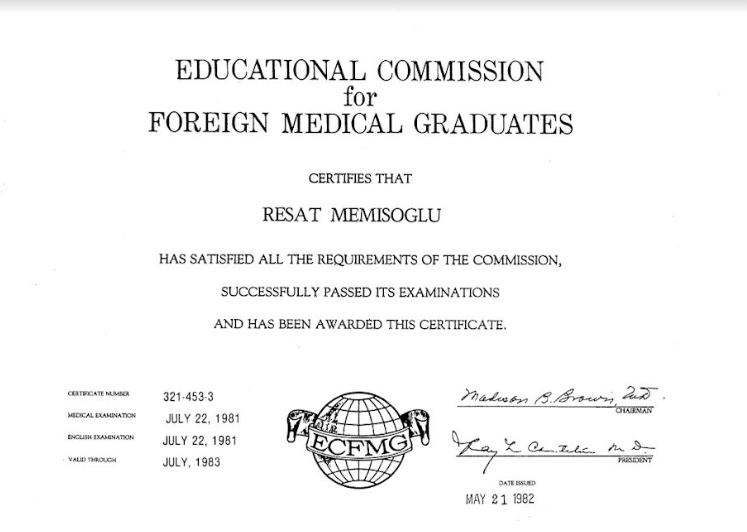 EDUCATIONAL COMMISSION
for
FOREIGN MEDICAL GRADUATES
CERTIFIES THAT
RESAT MEMISOGLU
HAS SATISFIED ALL THE REQUIREMENTS OF THE COMMISSION,
SUCCESSFULLY PASSED ITS EXAMINATIONS
AND HAS BEEN AWARDED THIS CERTIFICATE.
CERTIFICATE NUMBER 321-453-3
MEDICAL EXAMINATION JULY 22, 1981
ENGLISH EXAMINATION JULY 22, 1981
VALID THROUGH JULY, 1983
ECFMG
Madison B. Brown, M.D.
CHAIRMAN
Ray L M.D.
PRESIDENT
DATE ISSUED
MAY 21 1982